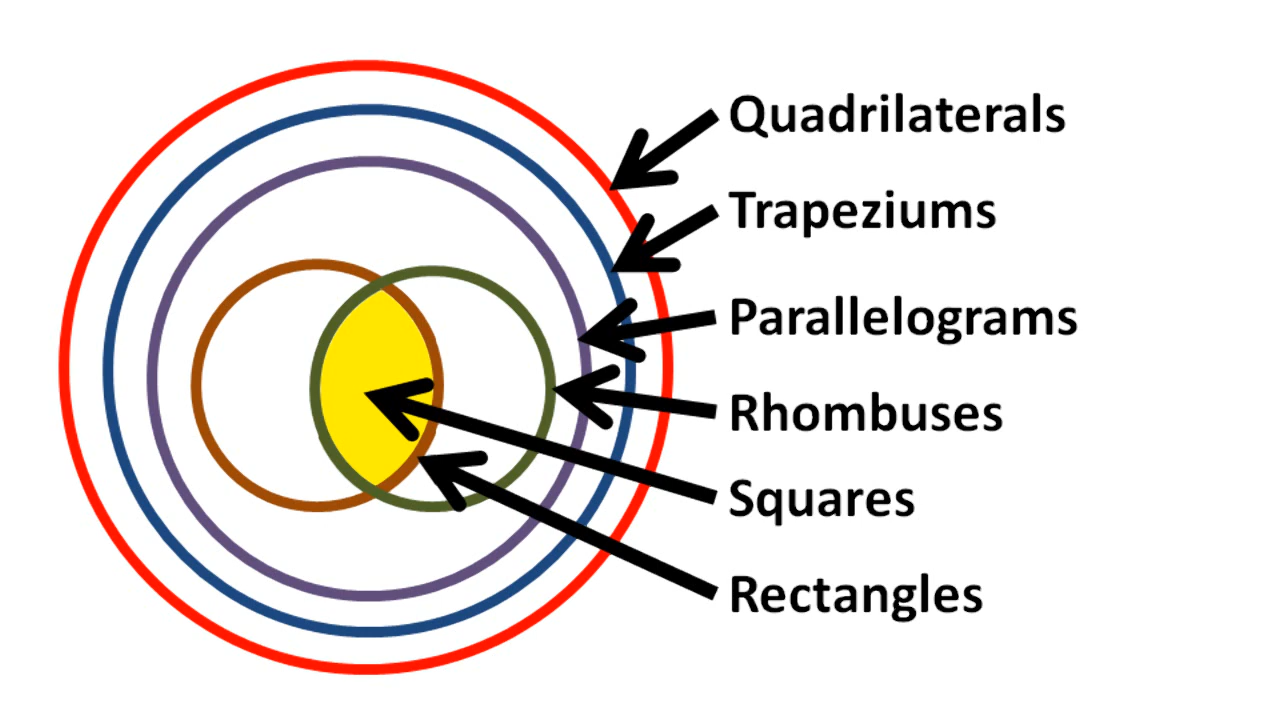 Quadrilaterals
Trapeziums
Parallelograms
Rhombuses
Squares
Rectangles